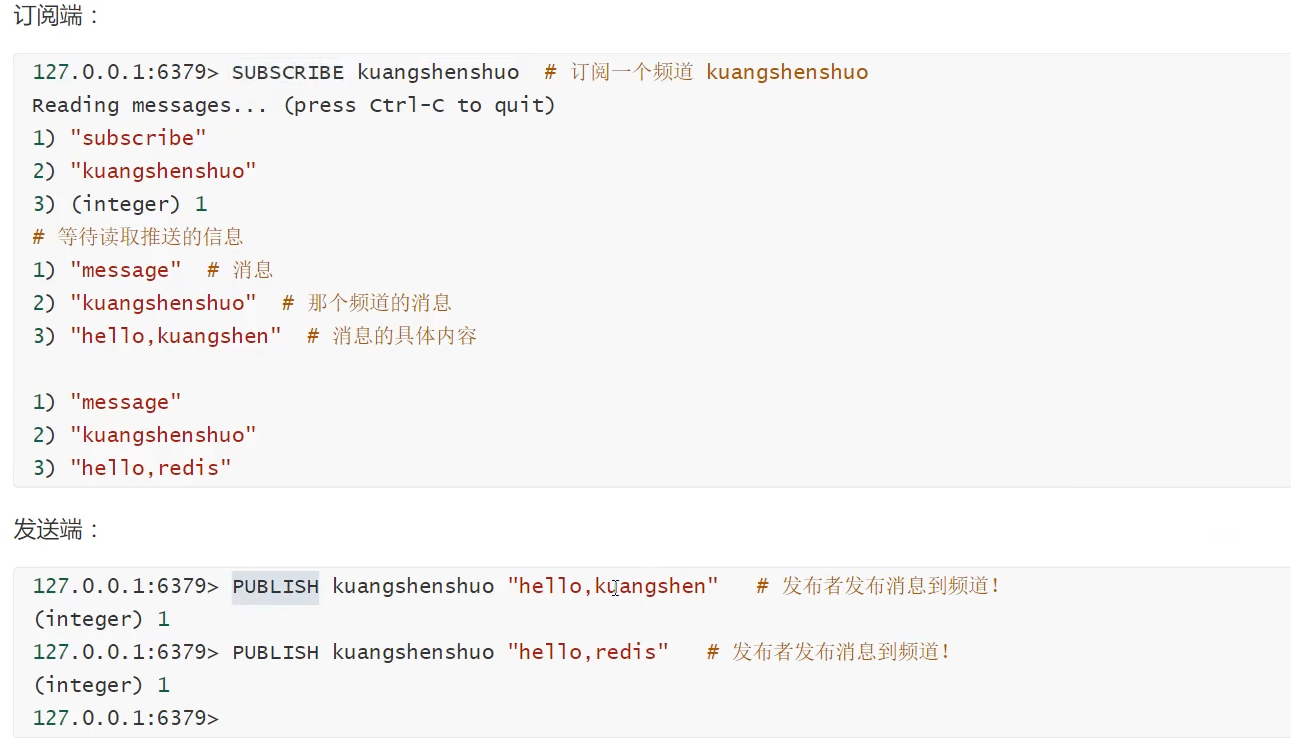 订阅端：
127.0.0.1:6379> SUBSCRIBE kuangshenshuo  # 订阅一个频道 kuangshenshuo
Reading messages... (press Ctrl-C to quit)
1) "subscribe"
2) "kuangshenshuo"
3) (integer) 1
# 等待读取推送的信息
1) "message"  # 消息
2) "kuangshenshuo"  # 那个频道的消息
3) "hello,kuangshen"  # 消息的具体内容
1) "message"
2) "kuangshenshuo"
3) "hello,redis"
发送端：
127.0.0.1:6379> PUBLISH kuangshenshuo "hello,kuangshen"   # 发布者发布消息到频道！
(integer) 1
127.0.0.1:6379> PUBLISH kuangshenshuo "hello,redis"   # 发布者发布消息到频道！
(integer) 1
127.0.0.1:6379>